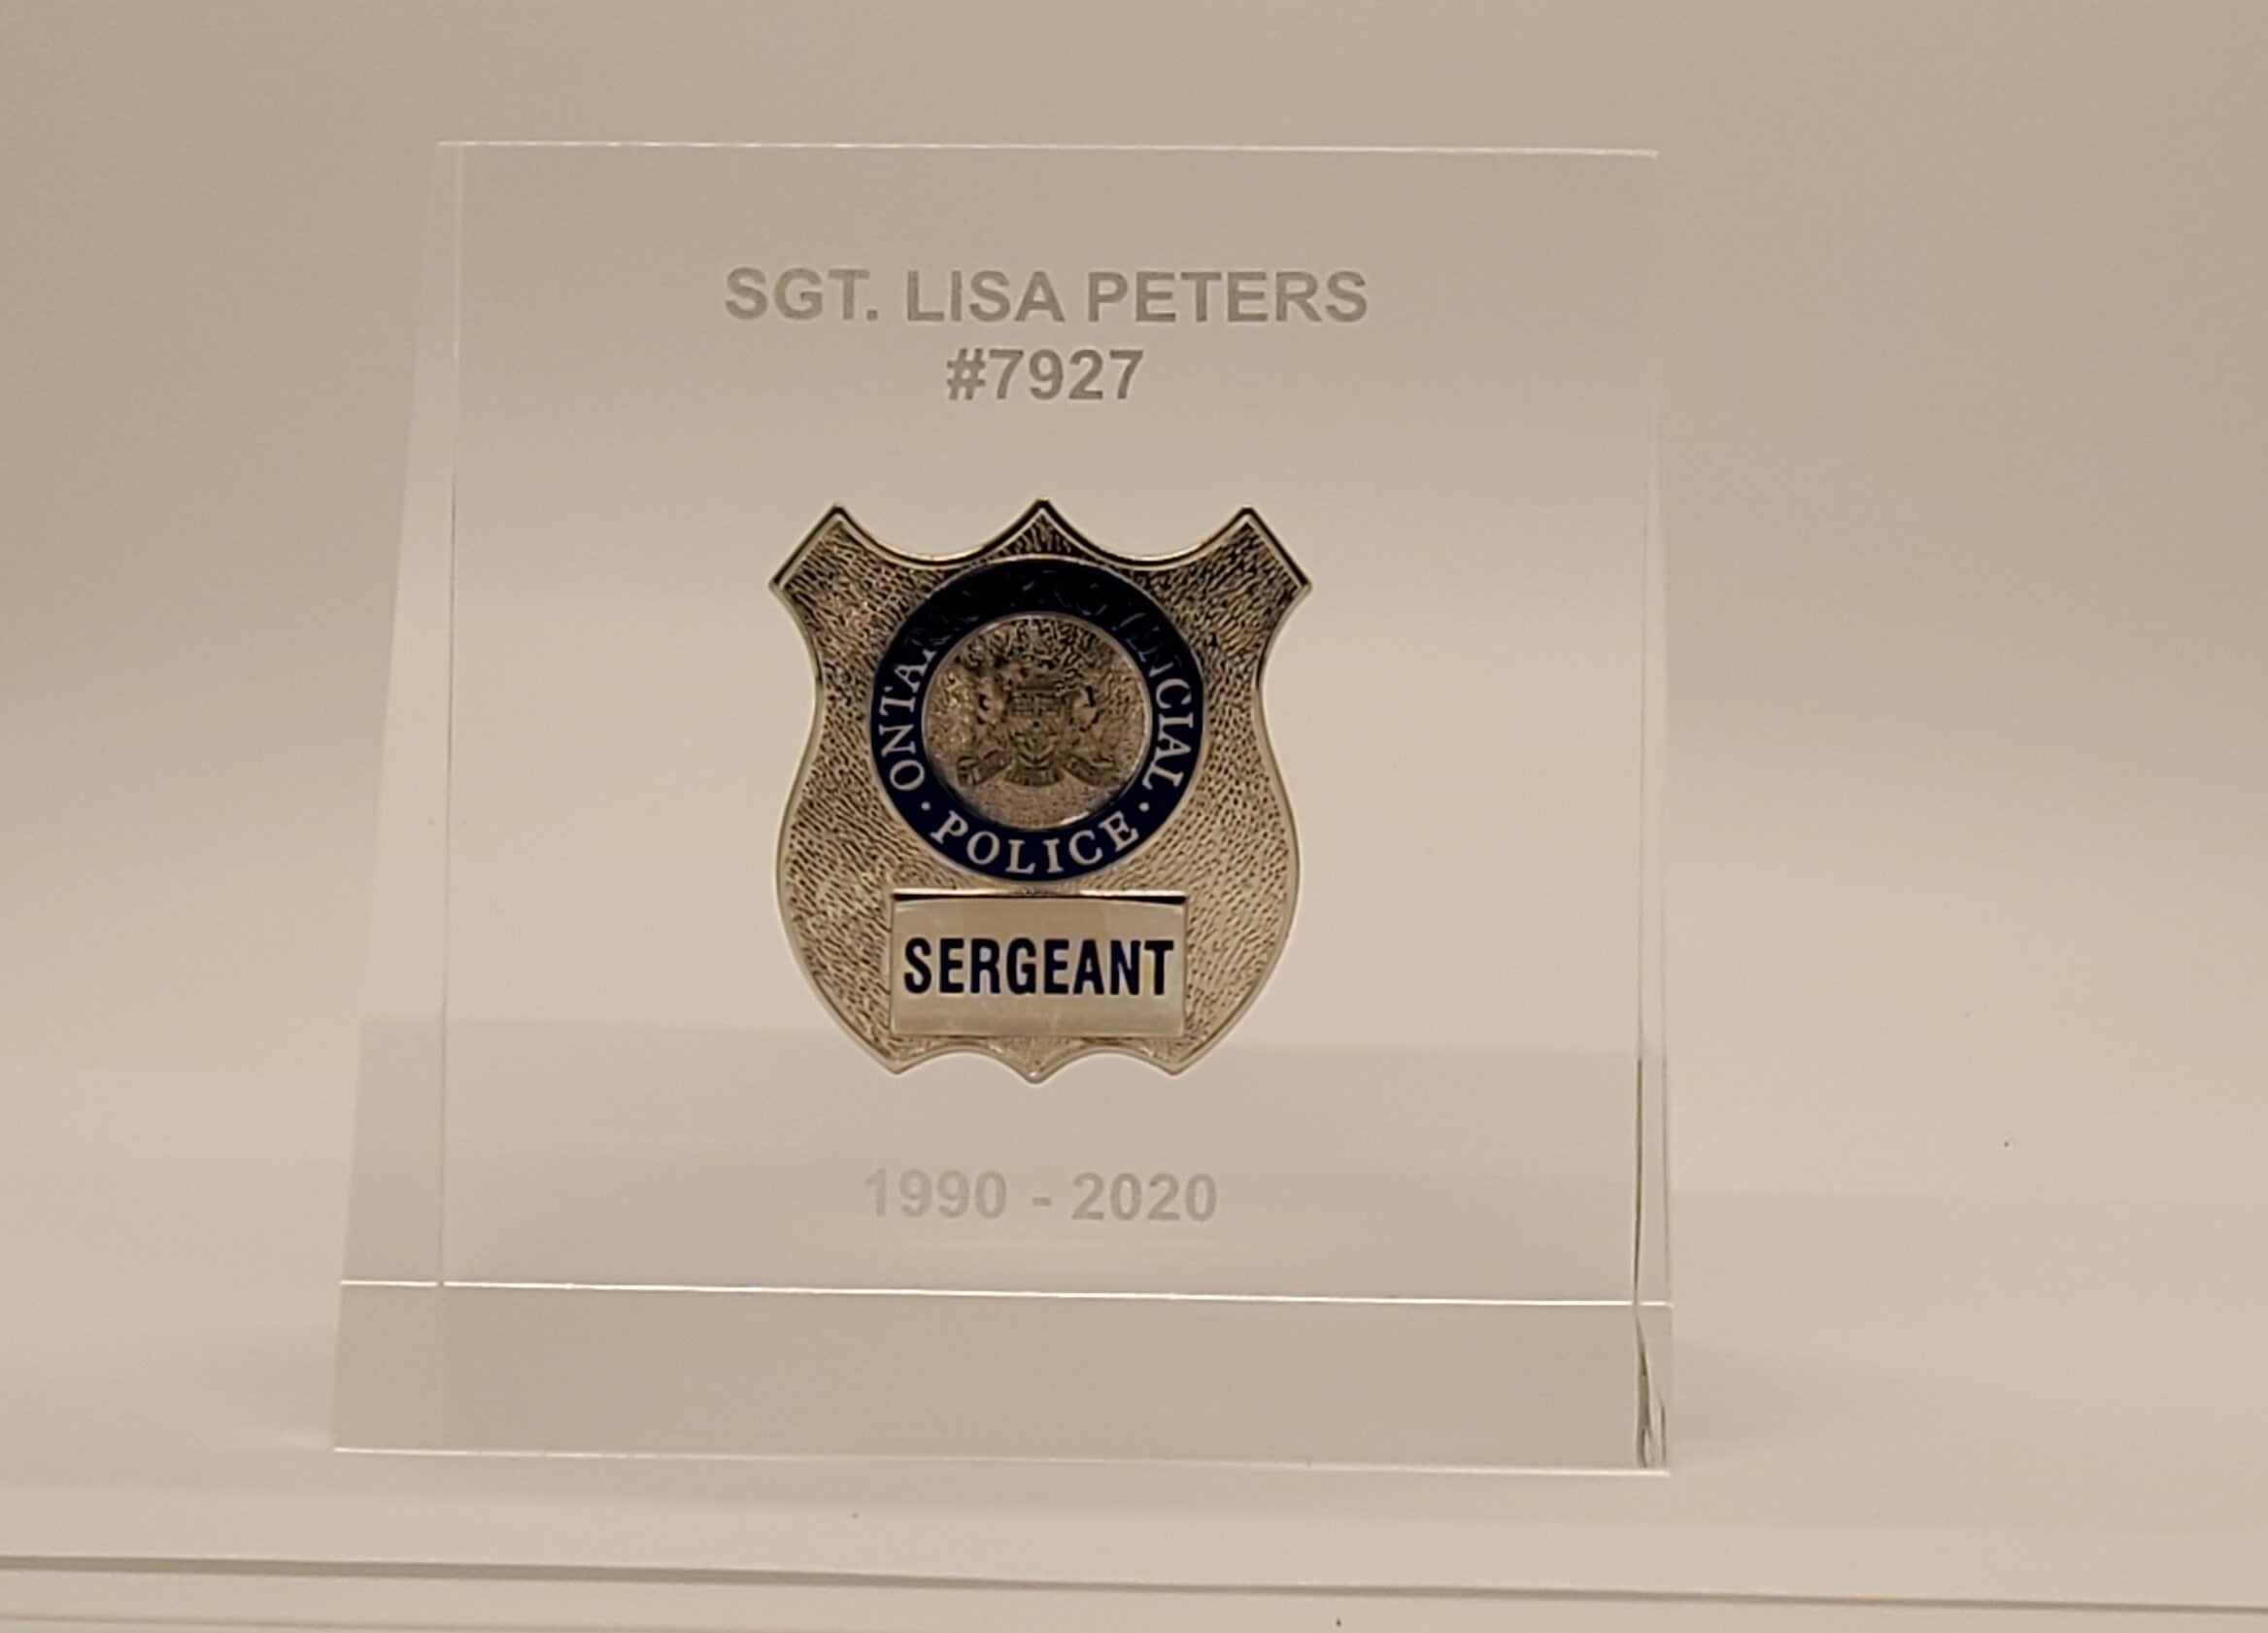 SGT. LISA PETERS
#7927
ONTARIO PROVINCIAL
· POLICE ·
SERGEANT
1990 - 2020